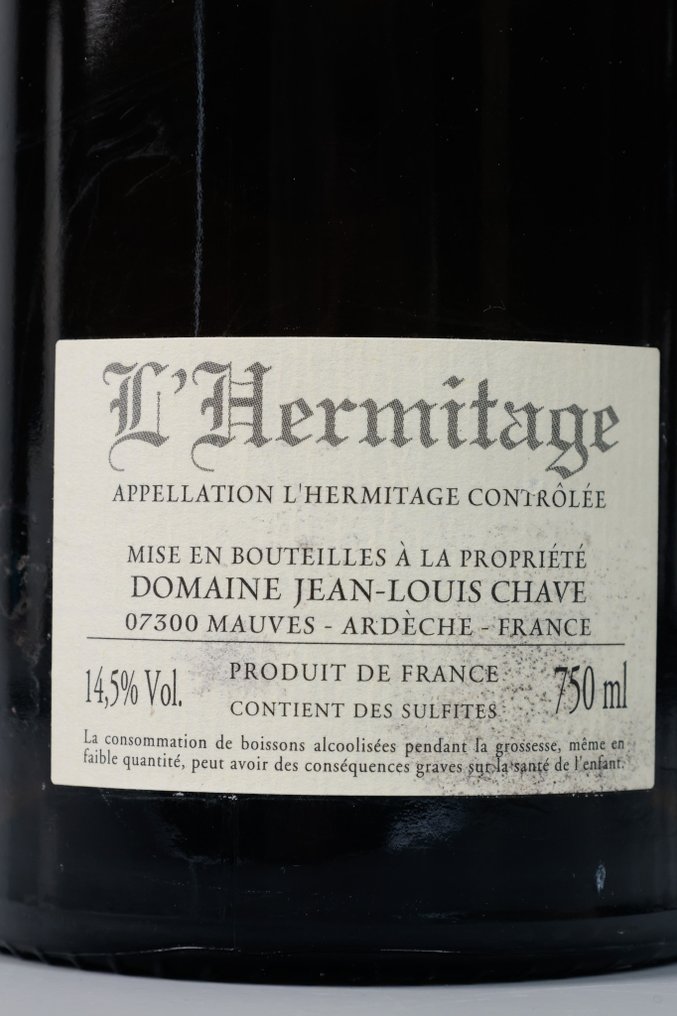 L'Hermitage
APPELLATION L'HERMITAGE CONTRÔLÉE
MISE EN BOUTEILLES À LA PROPRIÉTÉ
DOMAINE JEAN-LOUIS CHAVE
07300 MAUVES - ARDÈCHE - FRANCE
14,5% Vol. PRODUIT DE FRANCE 750 ml
CONTIENT DES SULFITES
La consommation de boissons alcoolisées pendant la grossesse, même en
faible quantité, peut avoir des conséquences graves sur la santé de l'enfant.